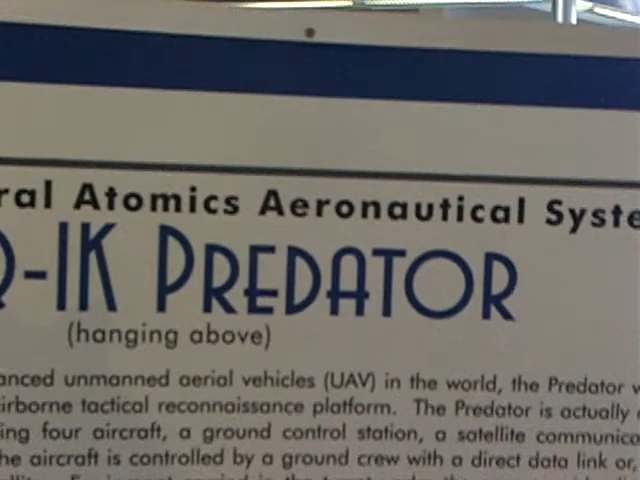 ral Atomics Aeronautical Syste
Q-1K PREDATOR
(hanging above)
anced unmanned aerial vehicles (UAV) in the world, the Predator w
irborne tactical reconnaissance platform. The Predator is actually
ing four aircraft, a ground control station, a satellite communica
he aircraft is controlled by a ground crew with a direct data link or,